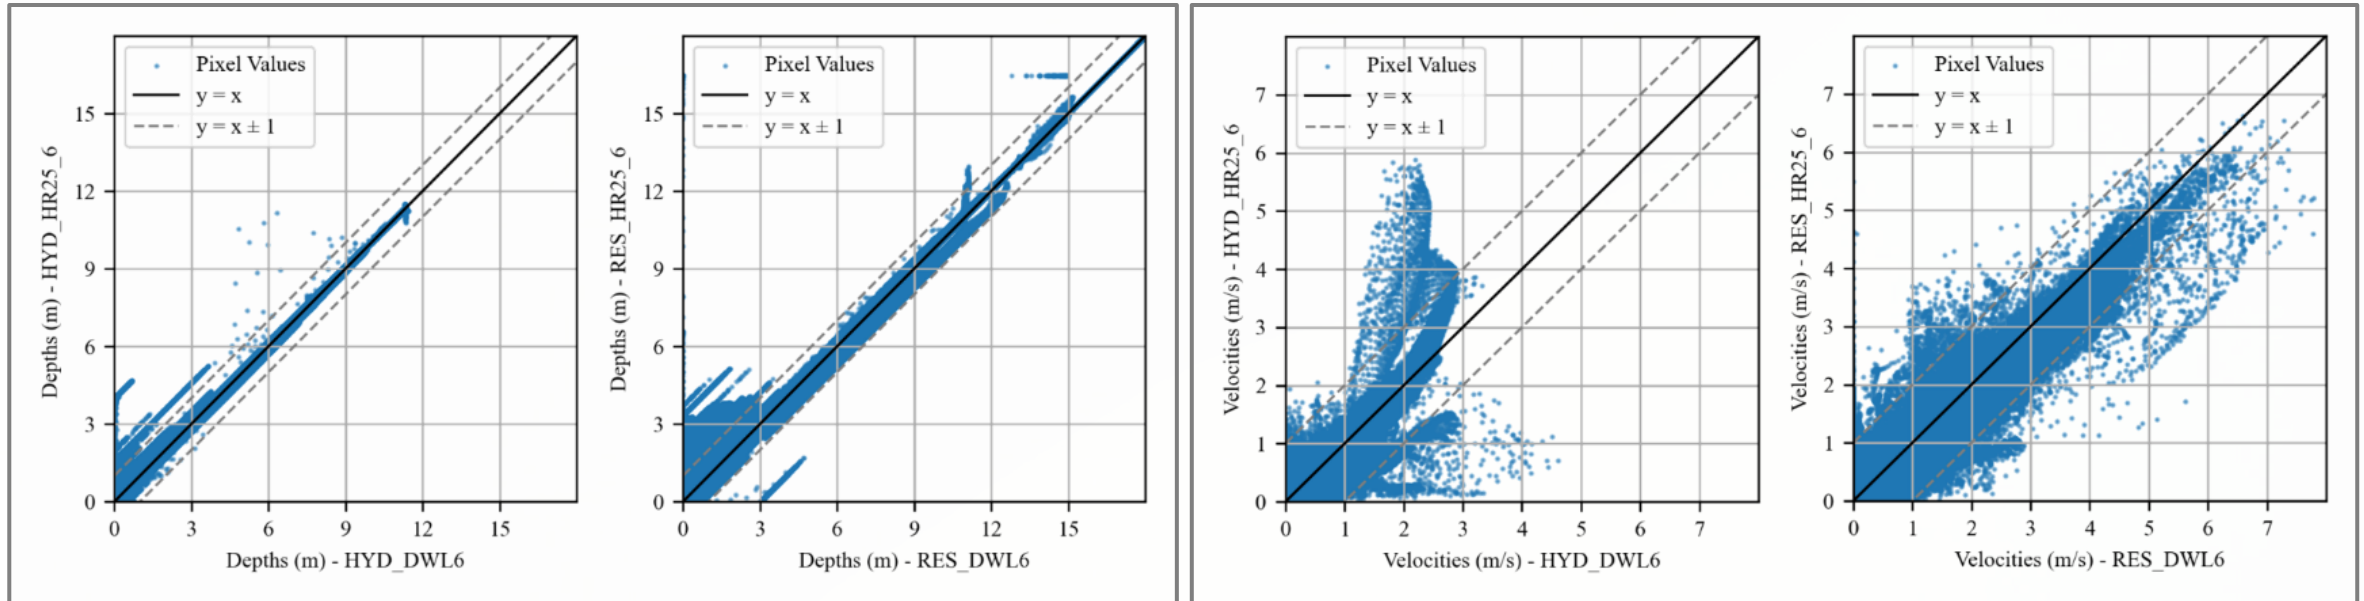 Pixel Values
y = x
y = x ± 1
15
12
9
6
3
0
0 3 6 9 12 15
Depths (m) - HYD_HR25_6
Depths (m) - HYD_DWL6
Pixel Values
y = x
y = x ± 1
15
12
9
6
3
0
0 3 6 9 12 15
Depths (m) - RES_HR25_6
Depths (m) - RES_DWL6
Pixel Values
y = x
y = x ± 1
7
6
5
4
3
2
1
0
0 1 2 3 4 5 6 7
Velocities (m/s) - HYD_HR25_6
Velocities (m/s) - HYD_DWL6
Pixel Values
y = x
y = x ± 1
7
6
5
4
3
2
1
0
0 1 2 3 4 5 6 7
Velocities (m/s) - RES_HR25_6
Velocities (m/s) - RES_DWL6